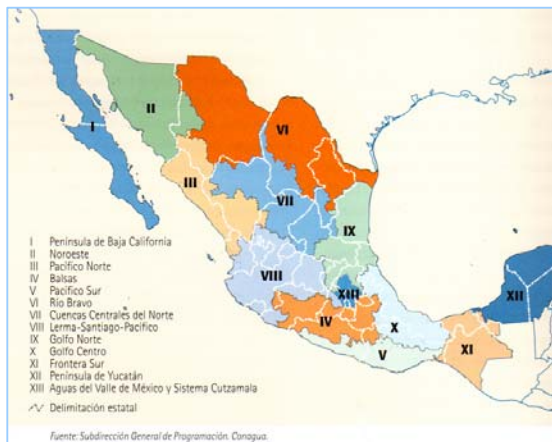 I
II
III
VI
VII
IX
VIII
XIII
XII
IV
X
V
XI
I Península de Baja California
II Noroeste
III Pacífico Norte
IV Balsas
V Pacífico Sur
VI Río Bravo
VII Cuencas Centrales del Norte
VIII Lerma-Santiago-Pacífico
IX Golfo Norte
X Golfo Centro
XI Frontera Sur
XII Península de Yucatán
XIII Aguas del Valle de México y Sistema Cutzamala
Delimitación estatal
Fuente: Subdirección General de Programación. Conagua.